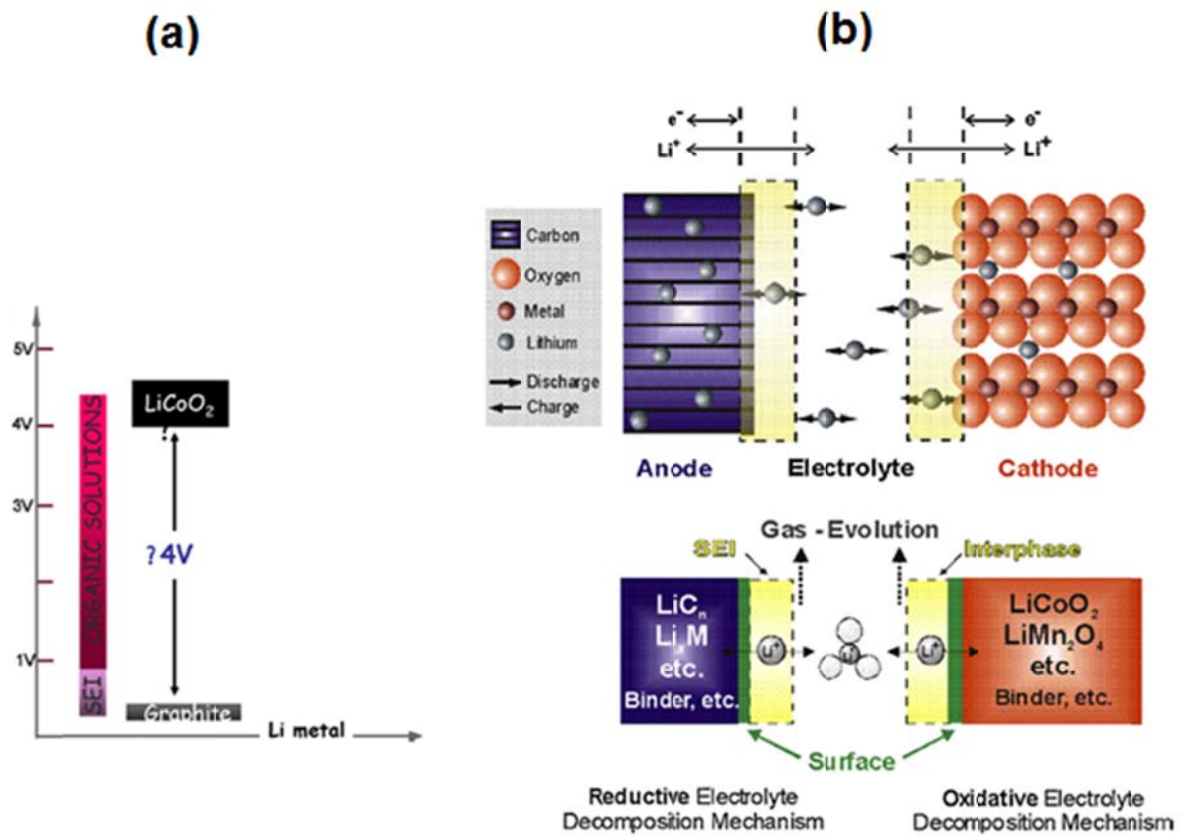 (a)
5V
4V
3V
1V
ORGANIC SOLUTIONS
SEI
LiCoO₂
?
?4V
Graphite
Li metal
(b)
e⁻
Li⁺
e⁻
Li⁺
Carbon
Oxygen
Metal
Lithium
Discharge
Charge
Anode
Electrolyte
Cathode
Gas - Evolution
SEI
Interphase
LiCₙ
LiₓM
etc.
Binder, etc.
Li⁺
Li⁺
Li⁺
LiCoO₂
LiMn₂O₄
etc.
Binder, etc.
Surface
Reductive Electrolyte
Decomposition Mechanism
Oxidative Electrolyte
Decomposition Mechanism